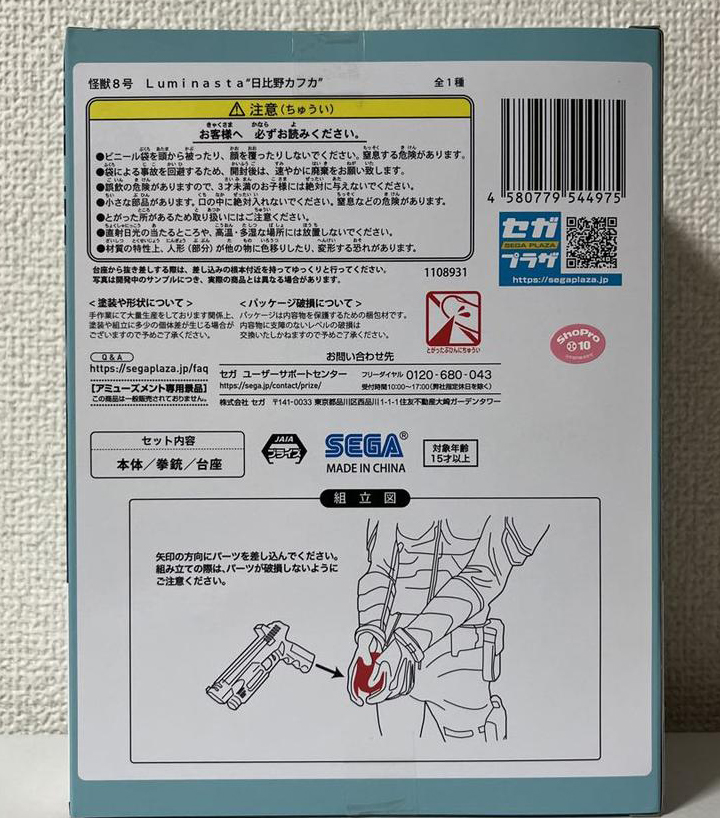 怪獣8号 Luminasta"日比野カフカ" 全1種
注意(ちゅうい)
お客様へ 必ずお読みください。
●ビニール袋を頭から被ったり、顔を覆ったりしないでください。窒息する危険があります。
●袋による事故を回避するため、開封後は、速やかに廃棄をお願い致します。
●誤飲の危険がありますので、3才未満のお子様には絶対に与えないでください。
●小さな部品があります。口の中に絶対入れないでください。窒息などの危険があります。
●とがった所があるため取り扱いにはご注意ください。
●直射日光の当たるところや、高温・多湿な場所には放置しないでください。
●材質の特性上、人形(部分)が他の物に色移りしたり、変形する恐れがあります。
4 580779 544975
セガ
SEGA PLAZA
プラザ
https://segaplaza.jp/
台座から抜き差しする際は、差し込みの根本付近を持ってゆっくりと行ってください。
写真は開発中のサンプルにつき、実際の商品とは異なる場合があります。
1108931
<塗装や形状について>
手作業にて大量生産をしております関係上、
塗装や組立に多少の個体差が生じる場合が
ございますので予めご了承ください。
<パッケージ破損について>
パッケージは内容物を保護するための梱包材です。
内容物に支障のないレベルの破損は
交換いたしかねますので予めご了承ください。
とがったぶひんにちゅうい
ShoPro
10
Q&A
https://segaplaza.jp/faq
【アミューズメント専用景品】
この商品は一般販売されておりません。
お問い合わせ先
セガ ユーザーサポートセンター フリーダイヤル 0120-680-043
https://sega.jp/contact/prize/ 受付時間10:00〜17:00(弊社指定休日を除く)
株式会社 セガ 〒141-0033 東京都品川区西品川1-1-1住友不動産大崎ガーデンタワー
セット内容
本体/拳銃/台座
JAIA
プライズ
SEGA®
MADE IN CHINA
対象年齢
15才以上
組立図
矢印の方向にパーツを差し込んでください。
組み立ての際は、パーツが破損しないように
ご注意ください。